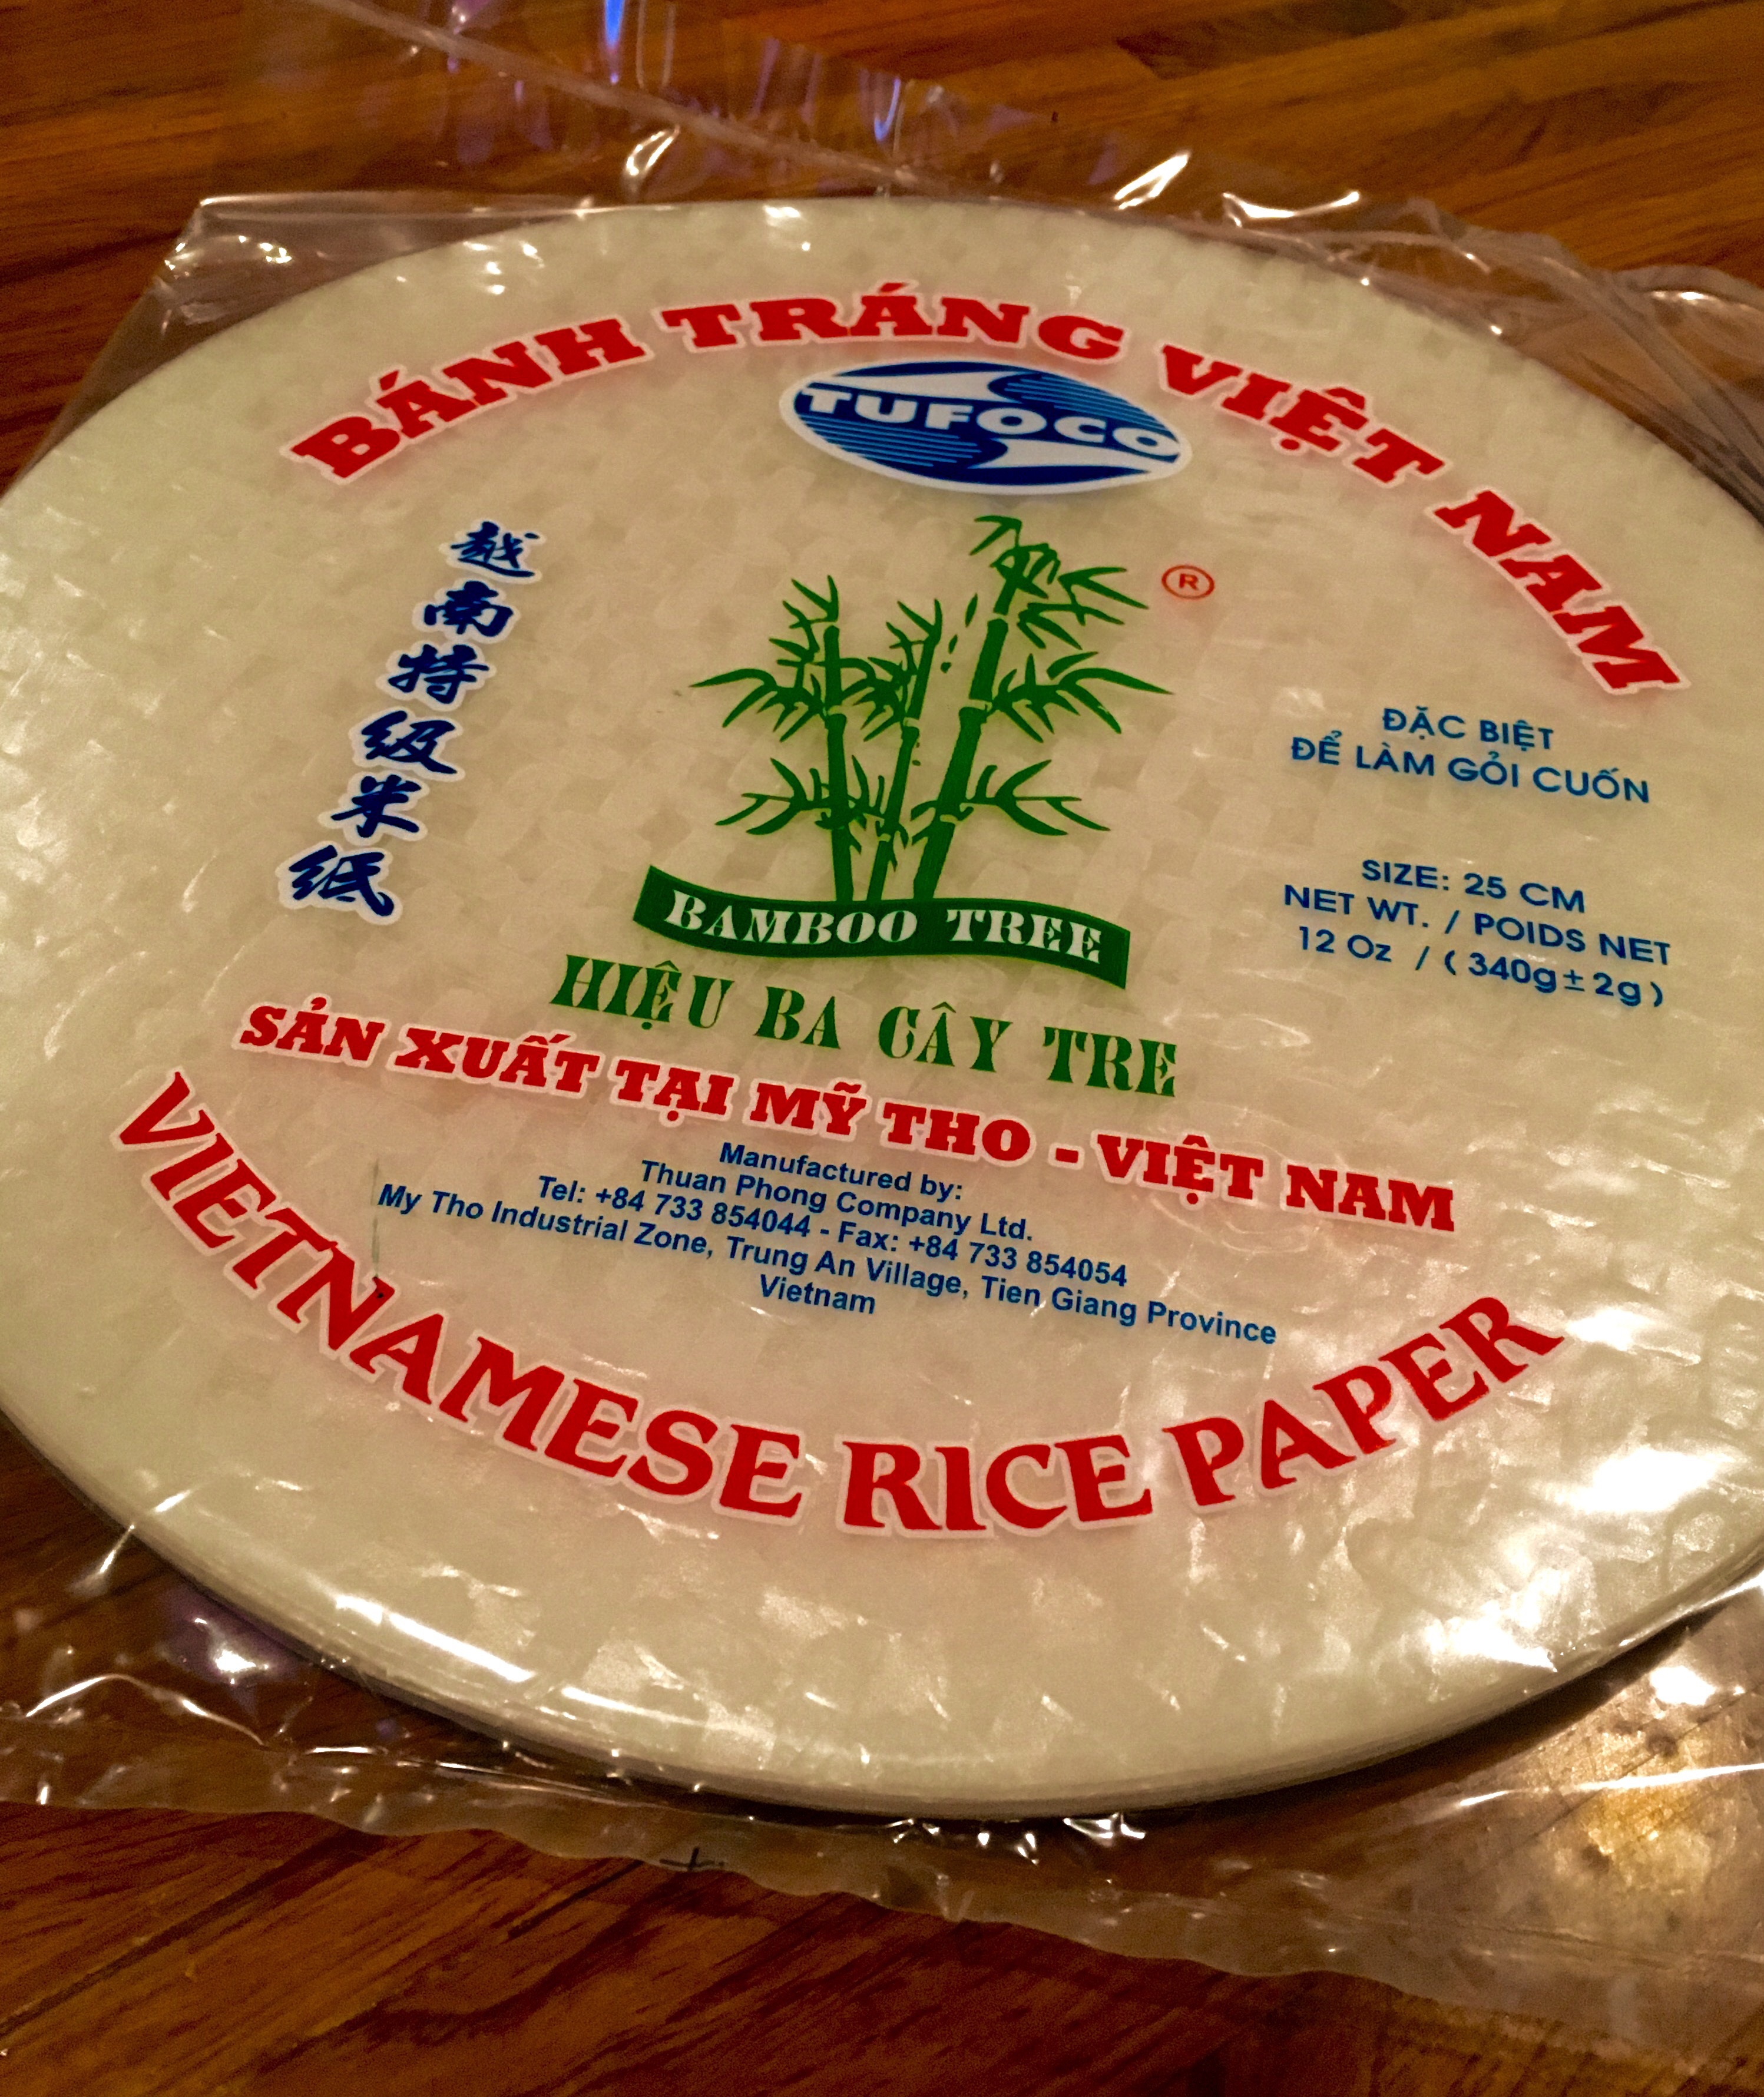 BÁNH TRÁNG VIỆT NAM
TUFOCO
®
越南特级米纸
ĐẶC BIỆT
ĐỂ LÀM GỎI CUỐN
SIZE: 25 CM
NET WT. / POIDS NET
12 Oz / ( 340g ± 2g )
BAMBOO TREE
HIỆU BA CÂY TRE
SẢN XUẤT TẠI MỸ THO - VIỆT NAM
Manufactured by:
Thuan Phong Company Ltd.
Tel: +84 733 854044 - Fax: +84 733 854054
My Tho Industrial Zone, Trung An Village, Tien Giang Province
Vietnam
VIETNAMESE RICE PAPER